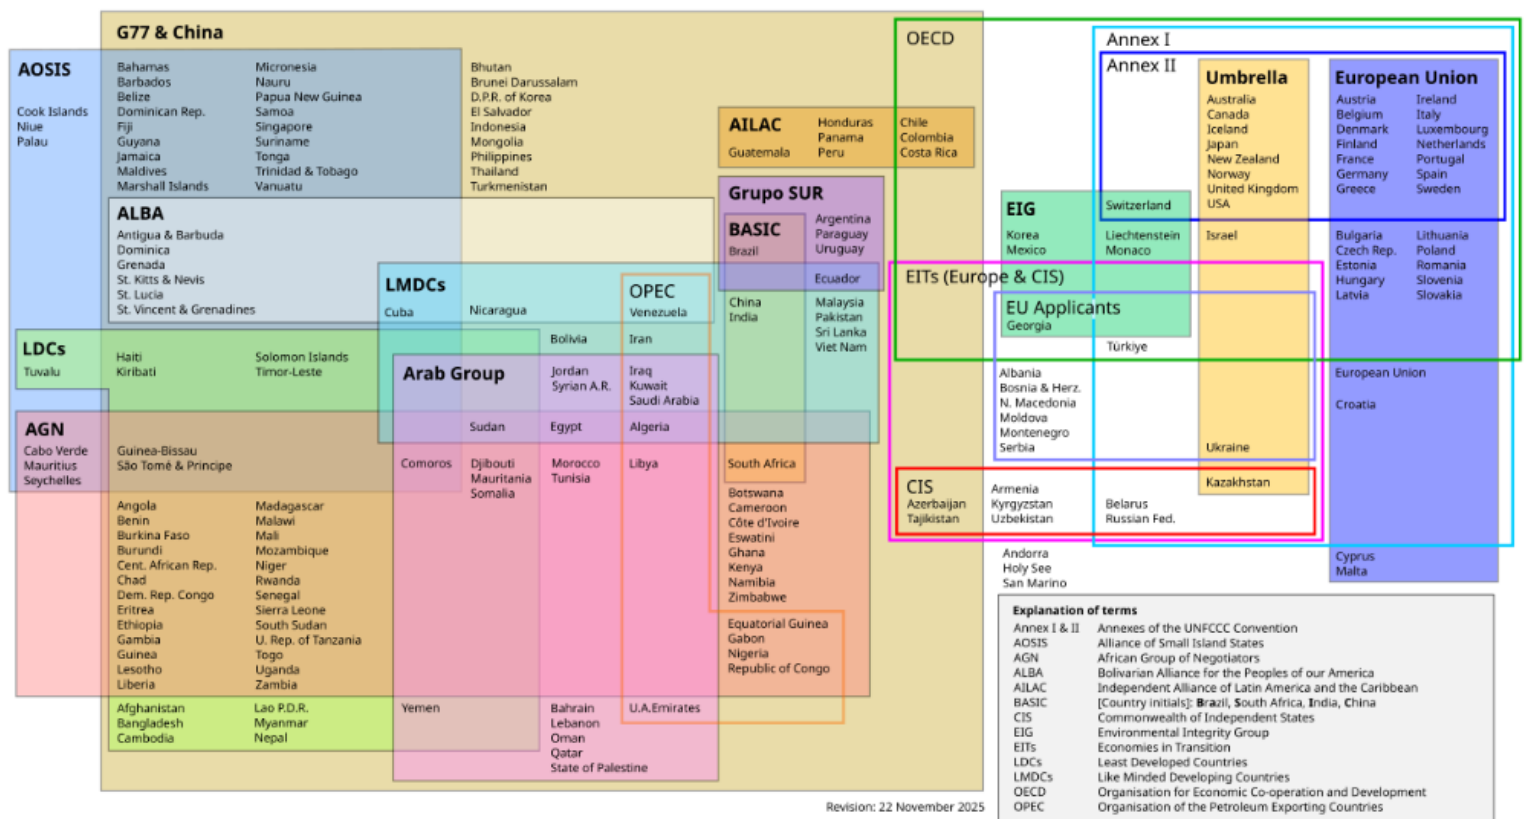 G77 & China
AOSIS
Cook Islands
Niue
Palau
Bahamas
Barbados
Belize
Dominican Rep.
Fiji
Guyana
Jamaica
Maldives
Marshall Islands
Micronesia
Nauru
Papua New Guinea
Samoa
Singapore
Suriname
Tonga
Trinidad & Tobago
Vanuatu
Bhutan
Brunei Darussalam
D.P.R. of Korea
El Salvador
Indonesia
Mongolia
Philippines
Thailand
Turkmenistan
AILAC
Guatemala
Honduras
Panama
Peru
Chile
Colombia
Costa Rica
ALBA
Antigua & Barbuda
Dominica
Grenada
St. Kitts & Nevis
St. Lucia
St. Vincent & Grenadines
Grupo SUR
BASIC
Brazil
Argentina
Paraguay
Uruguay
Ecuador
LMDCs
Cuba
Nicaragua
OPEC
Venezuela
China
India
Malaysia
Pakistan
Sri Lanka
Viet Nam
Bolivia
Iran
LDCs
Tuvalu
Haiti
Kiribati
Solomon Islands
Timor-Leste
Arab Group
Jordan
Syrian A.R.
Iraq
Kuwait
Saudi Arabia
AGN
Cabo Verde
Mauritius
Seychelles
Guinea-Bissau
São Tomé & Principe
Sudan
Egypt
Algeria
Comoros
Djibouti
Mauritania
Somalia
Morocco
Tunisia
Libya
South Africa
Botswana
Cameroon
Côte d'Ivoire
Eswatini
Ghana
Kenya
Namibia
Zimbabwe
Equatorial Guinea
Gabon
Nigeria
Republic of Congo
Angola
Benin
Burkina Faso
Burundi
Cent. African Rep.
Chad
Dem. Rep. Congo
Eritrea
Ethiopia
Gambia
Guinea
Lesotho
Liberia
Madagascar
Malawi
Mali
Mozambique
Niger
Rwanda
Senegal
Sierra Leone
South Sudan
U. Rep. of Tanzania
Togo
Uganda
Zambia
Afghanistan
Bangladesh
Cambodia
Lao P.D.R.
Myanmar
Nepal
Yemen
Bahrain
Lebanon
Oman
Qatar
State of Palestine
U.A.Emirates
OECD
Annex I
Annex II
Umbrella
Australia
Canada
Iceland
Japan
New Zealand
Norway
United Kingdom
USA
Israel
European Union
Austria
Belgium
Denmark
Finland
France
Germany
Greece
Ireland
Italy
Luxembourg
Netherlands
Portugal
Spain
Sweden
EIG
Korea
Mexico
Switzerland
Liechtenstein
Monaco
Bulgaria
Czech Rep.
Estonia
Hungary
Latvia
Lithuania
Poland
Romania
Slovenia
Slovakia
EITs (Europe & CIS)
EU Applicants
Georgia
Türkiye
Albania
Bosnia & Herz.
N. Macedonia
Moldova
Montenegro
Serbia
Ukraine
European Union
Croatia
CIS
Azerbaijan
Tajikistan
Armenia
Kyrgyzstan
Uzbekistan
Belarus
Russian Fed.
Kazakhstan
Andorra
Holy See
San Marino
Cyprus
Malta
Explanation of terms
Annex I & II Annexes of the UNFCCC Convention
AOSIS Alliance of Small Island States
AGN African Group of Negotiators
ALBA Bolivarian Alliance for the Peoples of our America
AILAC Independent Alliance of Latin America and the Caribbean
BASIC [Country initials]: Brazil, South Africa, India, China
CIS Commonwealth of Independent States
EIG Environmental Integrity Group
EITs Economies in Transition
LDCs Least Developed Countries
LMDCs Like Minded Developing Countries
OECD Organisation for Economic Co-operation and Development
OPEC Organisation of the Petroleum Exporting Countries
Revision: 22 November 2025